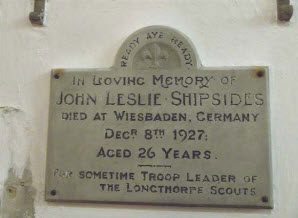 READY AYE READY
IN LOVING MEMORY OF
JOHN LESLIE · SHIPSIDES
DIED AT WIESBADEN, GERMANY
DECR 8TH 1927:
AGED 26 YEARS.
FOR SOMETIME TROOP LEADER OF
THE LONGTHORPE SCOUTS